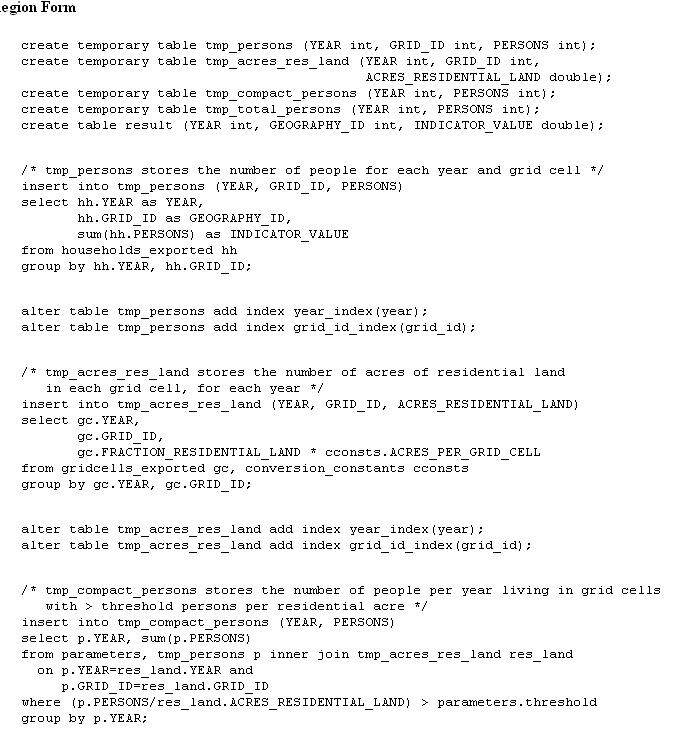 egion Form
create temporary table tmp_persons (YEAR int, GRID_ID int, PERSONS int);
create temporary table tmp_acres_res_land (YEAR int, GRID_ID int,
ACRES_RESIDENTIAL_LAND double);
create temporary table tmp_compact_persons (YEAR int, PERSONS int);
create temporary table tmp_total_persons (YEAR int, PERSONS int);
create table result (YEAR int, GEOGRAPHY_ID int, INDICATOR_VALUE double);
/* tmp_persons stores the number of people for each year and grid cell */
insert into tmp_persons (YEAR, GRID_ID, PERSONS)
select hh.YEAR as YEAR,
hh.GRID_ID as GEOGRAPHY_ID,
sum(hh.PERSONS) as INDICATOR_VALUE
from households_exported hh
group by hh.YEAR, hh.GRID_ID;
alter table tmp_persons add index year_index(year);
alter table tmp_persons add index grid_id_index(grid_id);
/* tmp_acres_res_land stores the number of acres of residential land
in each grid cell, for each year */
insert into tmp_acres_res_land (YEAR, GRID_ID, ACRES_RESIDENTIAL_LAND)
select gc.YEAR,
gc.GRID_ID,
gc.FRACTION_RESIDENTIAL_LAND * cconsts.ACRES_PER_GRID_CELL
from gridcells_exported gc, conversion_constants cconsts
group by gc.YEAR, gc.GRID_ID;
alter table tmp_acres_res_land add index year_index(year);
alter table tmp_acres_res_land add index grid_id_index(grid_id);
/* tmp_compact_persons stores the number of people per year living in grid cells
with > threshold persons per residential acre */
insert into tmp_compact_persons (YEAR, PERSONS)
select p.YEAR, sum(p.PERSONS)
from parameters, tmp_persons p inner join tmp_acres_res_land res_land
on p.YEAR=res_land.YEAR and
p.GRID_ID=res_land.GRID_ID
where (p.PERSONS/res_land.ACRES_RESIDENTIAL_LAND) > parameters.threshold
group by p.YEAR;